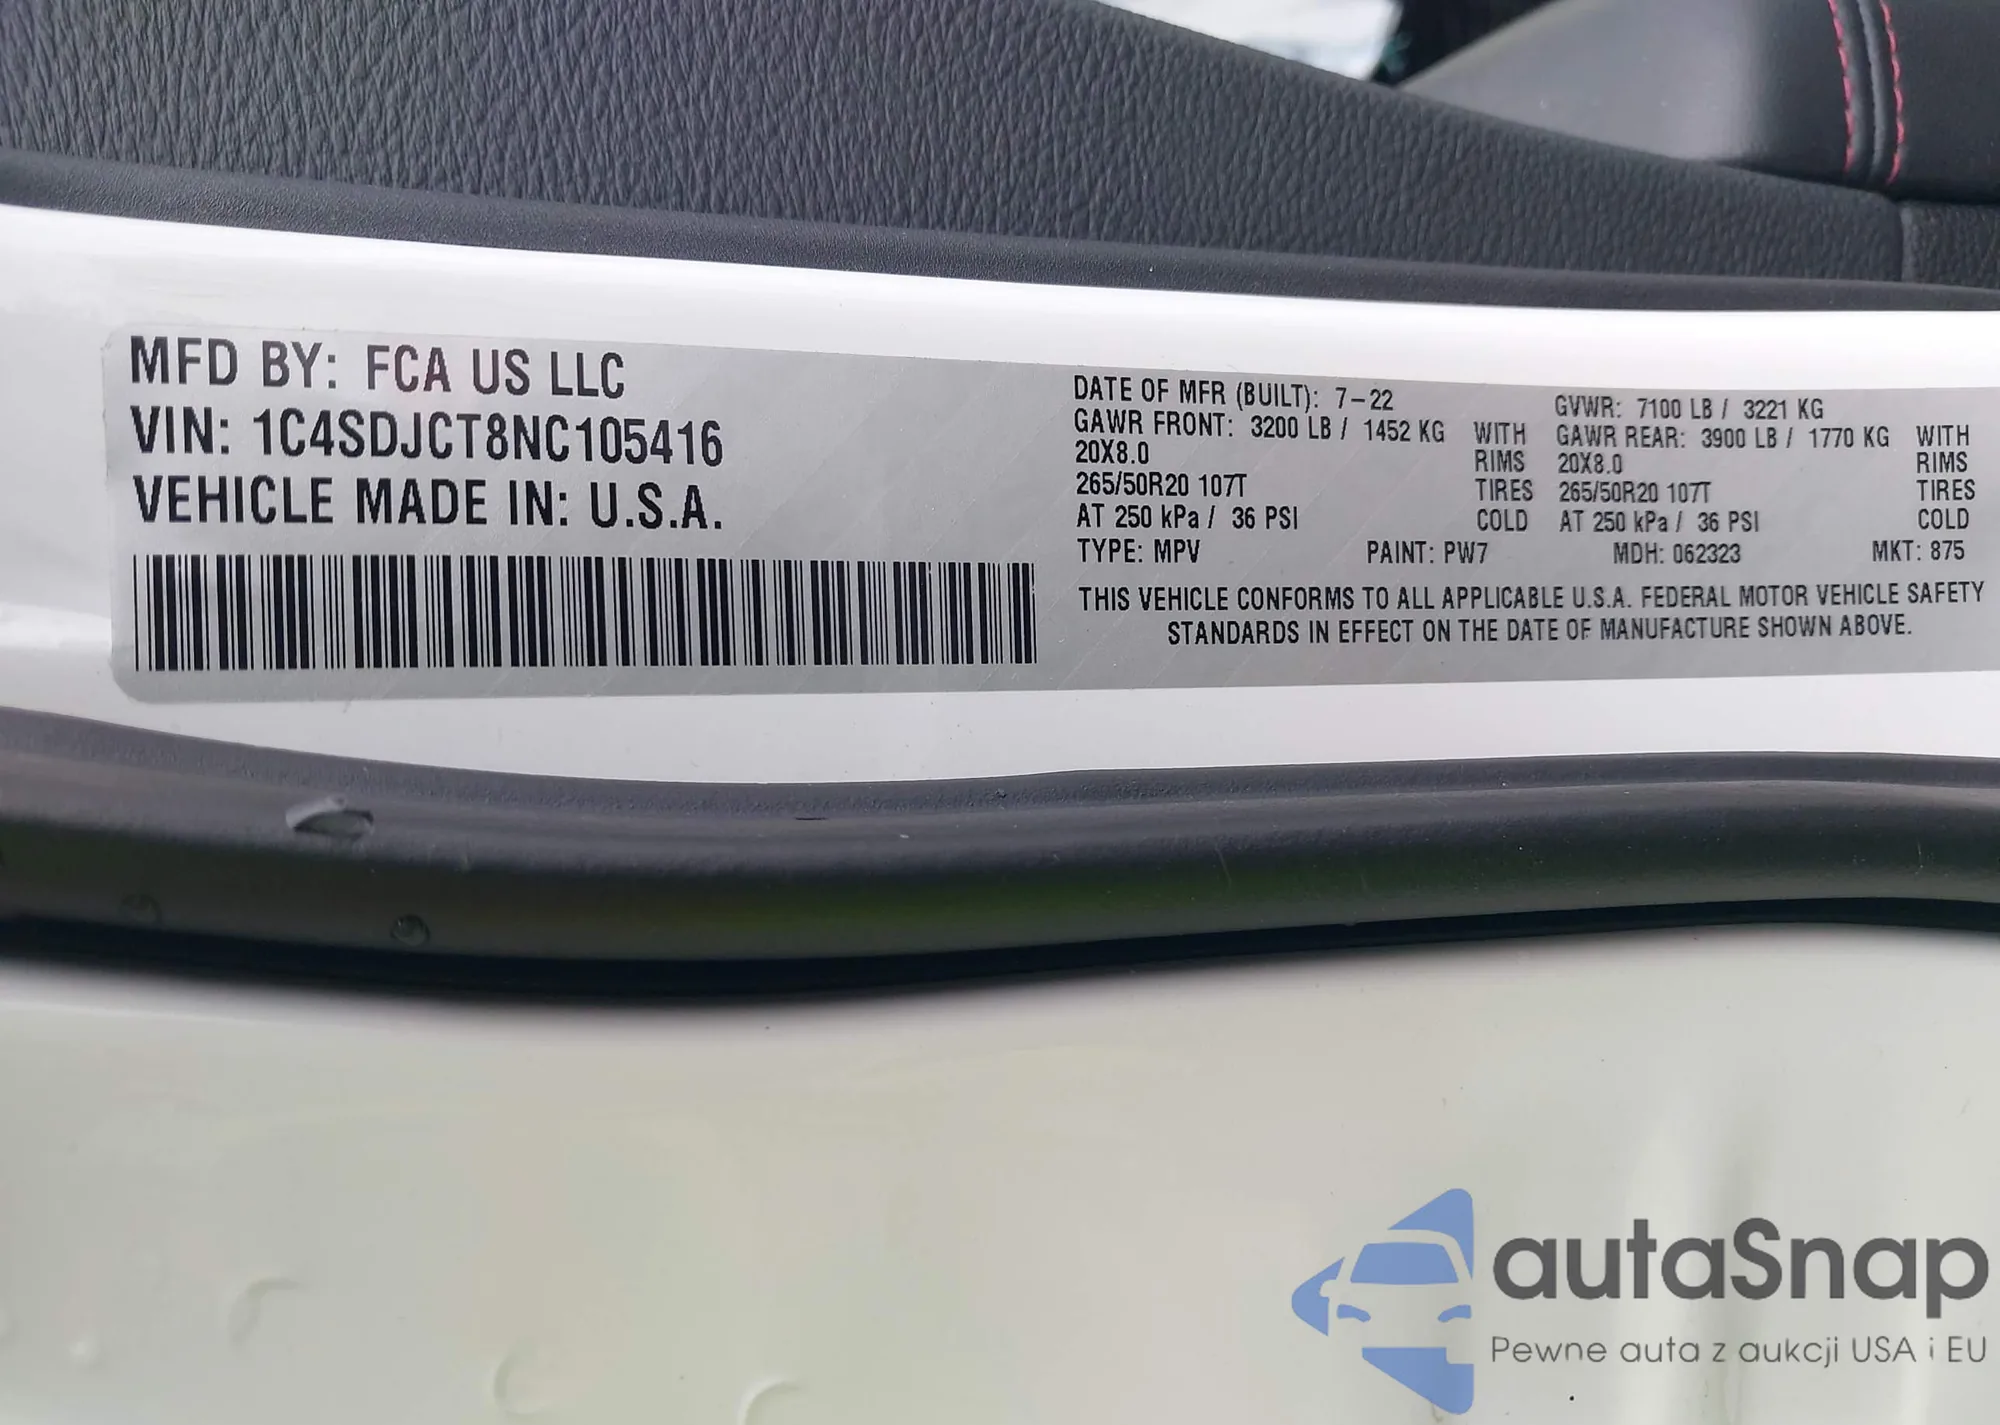 MFD BY: FCA US LLC
VIN: 1C4SDJCT8NC105416
VEHICLE MADE IN: U.S.A.
DATE OF MFR (BUILT): 7-22 GVWR: 7100 LB / 3221 KG
GAWR FRONT: 3200 LB / 1452 KG WITH GAWR REAR: 3900 LB / 1770 KG WITH
20X8.0 RIMS 20X8.0 RIMS
265/50R20 107T TIRES 265/50R20 107T TIRES
AT 250 kPa / 36 PSI COLD AT 250 kPa / 36 PSI COLD
TYPE: MPV PAINT: PW7 MDH: 062323 MKT: 875
THIS VEHICLE CONFORMS TO ALL APPLICABLE U.S.A. FEDERAL MOTOR VEHICLE SAFETY
STANDARDS IN EFFECT ON THE DATE OF MANUFACTURE SHOWN ABOVE.
autaSnap
Pewne auta z aukcji USA i EU